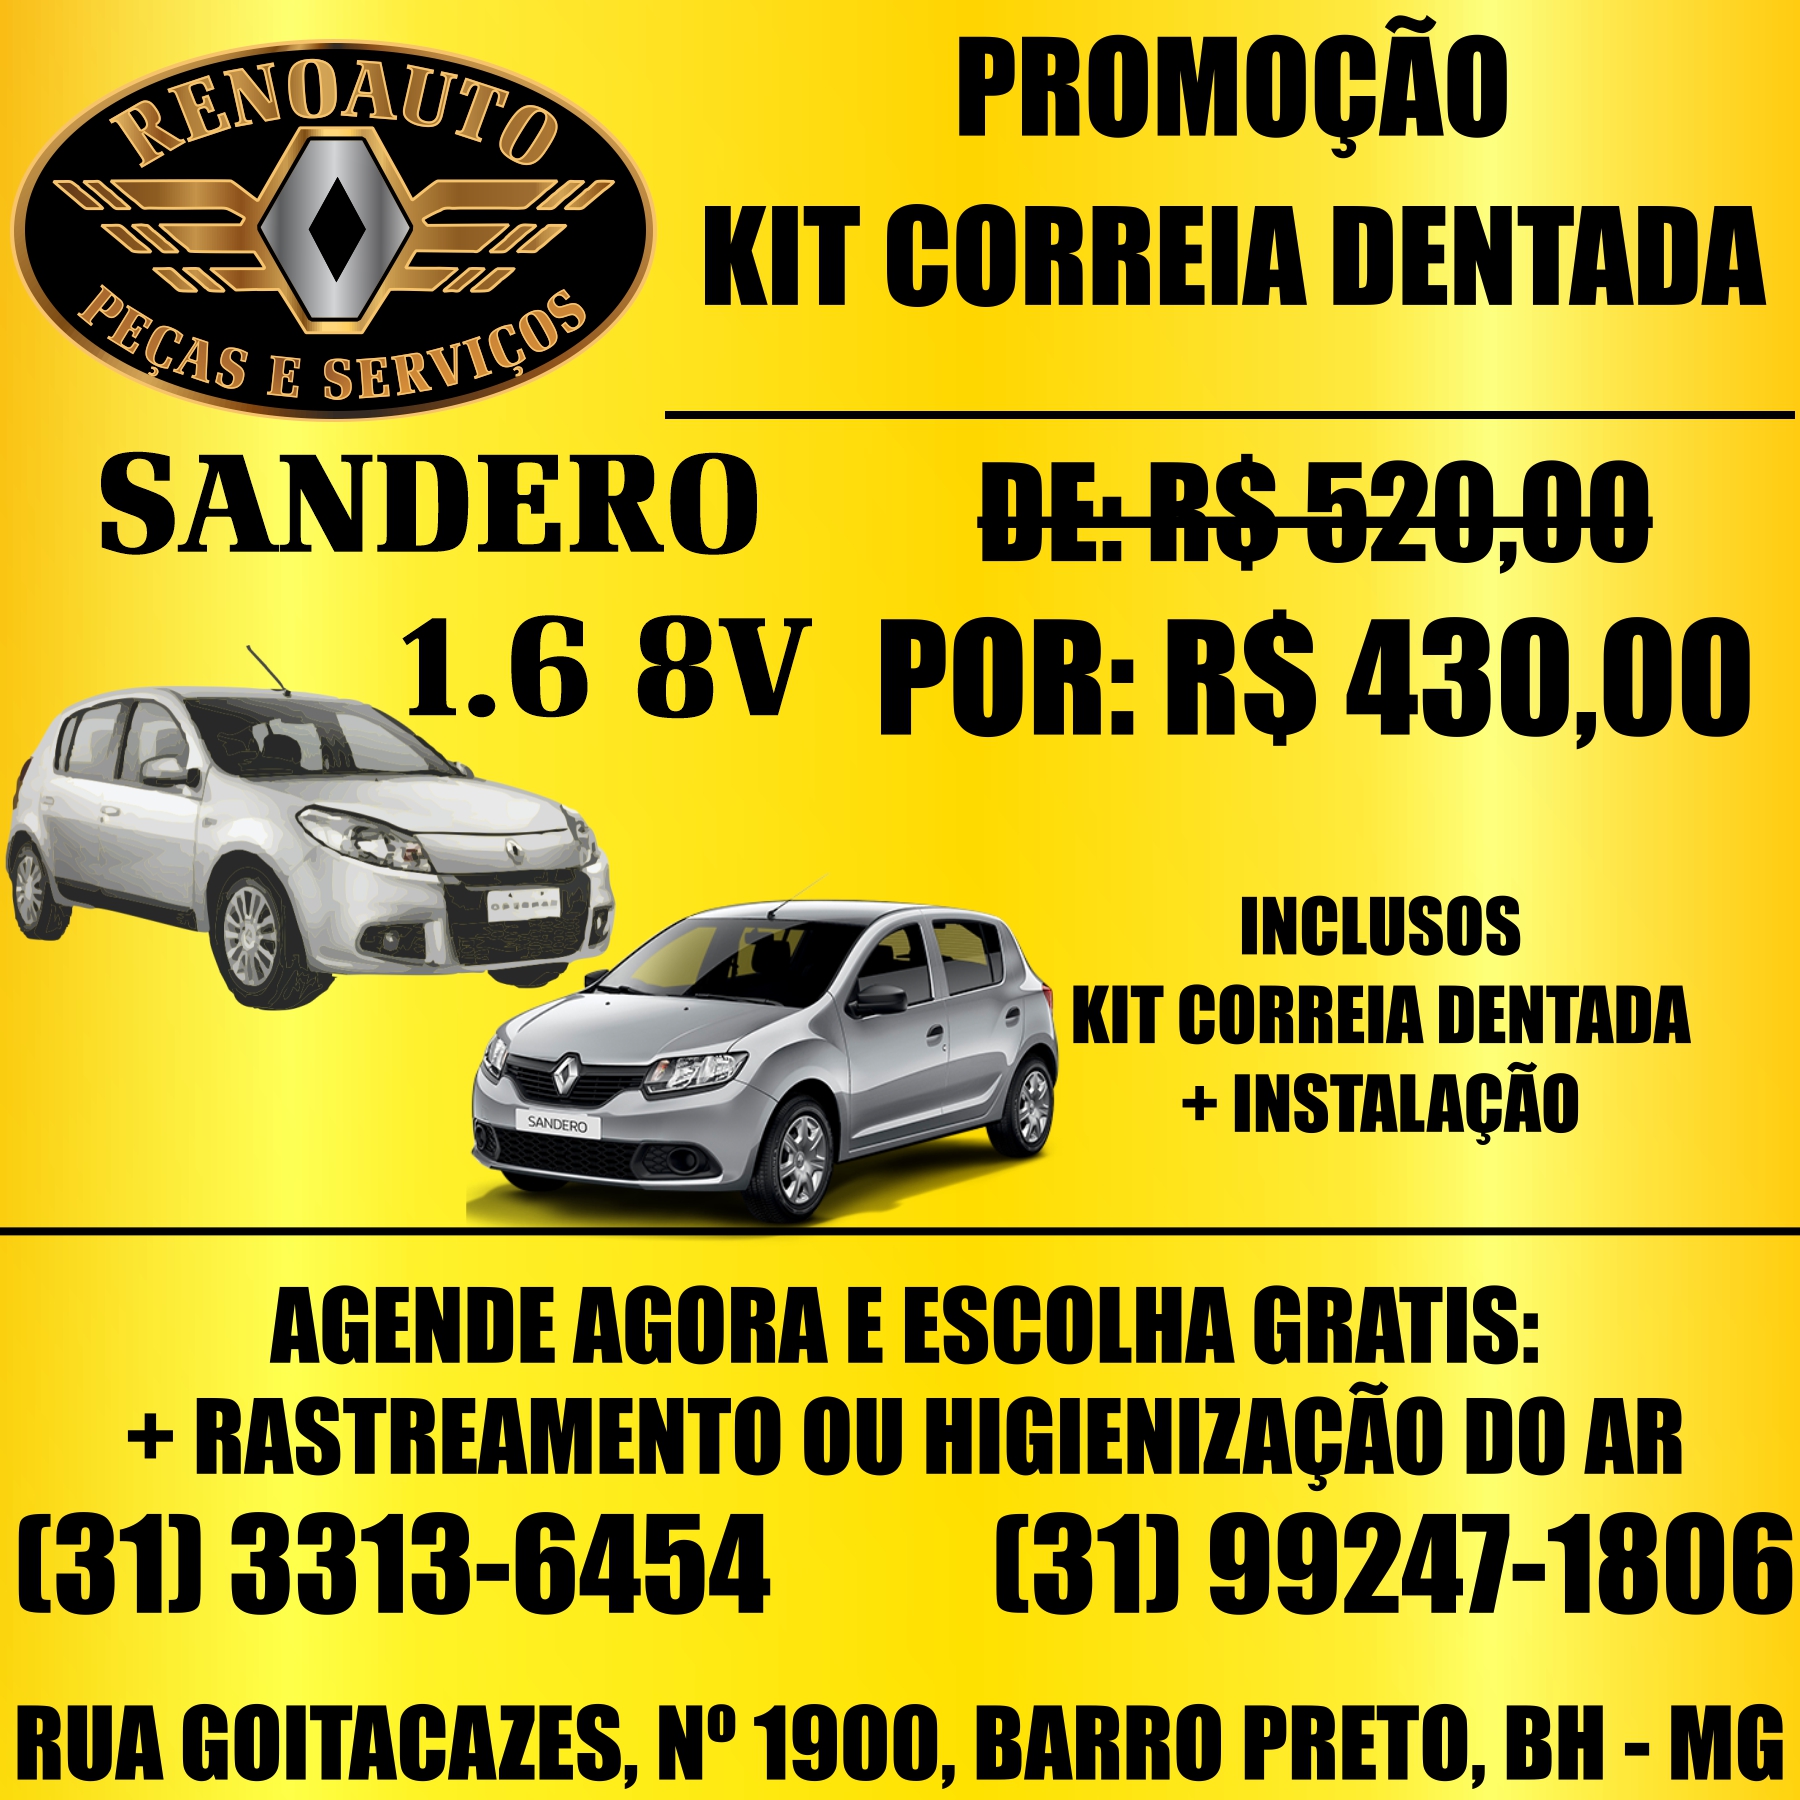 RENOAUTO
PEÇAS E SERVIÇOS
PROMOÇÃO
KIT CORREIA DENTADA
SANDERO
1.6 8V
DE: R$ 520,00
POR: R$ 430,00
SANDERO
INCLUSOS
KIT CORREIA DENTADA
+ INSTALAÇÃO
AGENDE AGORA E ESCOLHA GRATIS:
+ RASTREAMENTO OU HIGIENIZAÇÃO DO AR
(31) 3313-6454
(31) 99247-1806
RUA GOITACAZES, Nº 1900, BARRO PRETO, BH - MG